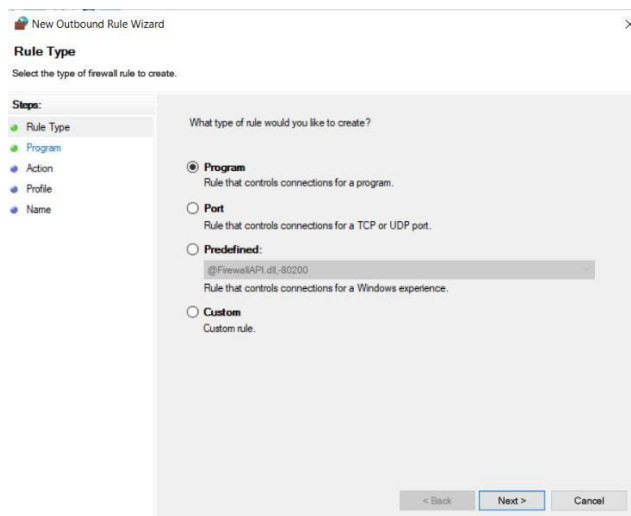 New Outbound Rule Wizard
Rule Type
Select the type of firewall rule to create.
Steps:
Rule Type
Program
Action
Profile
Name
What type of rule would you like to create?
Program
Rule that controls connections for a program.
Port
Rule that controls connections for a TCP or UDP port.
Predefined:
@FirewallAPI.dll,-80200
Rule that controls connections for a Windows experience.
Custom
Custom rule.
< Back Next > Cancel